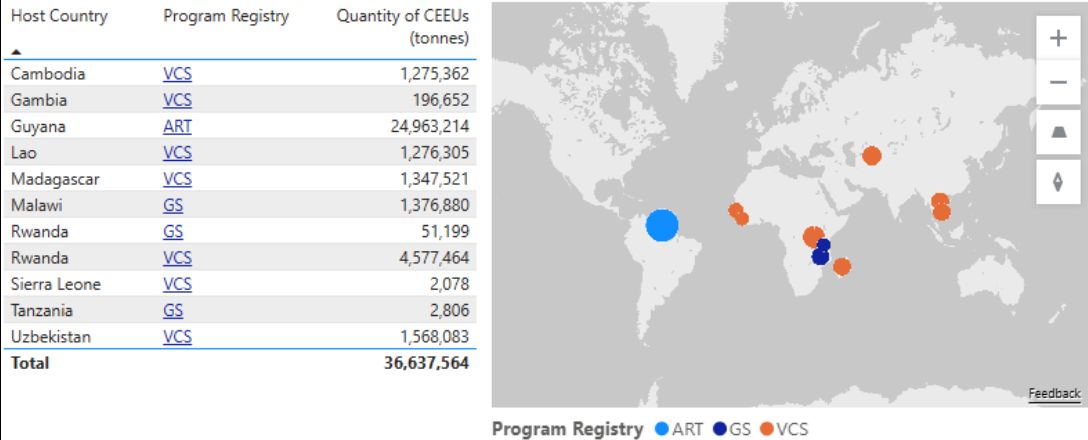 Host Country Program Registry Quantity of CEEUs
(tonnes)
Cambodia VCS 1,275,362
Gambia VCS 196,652
Guyana ART 24,963,214
Lao VCS 1,276,305
Madagascar VCS 1,347,521
Malawi GS 1,376,880
Rwanda GS 51,199
Rwanda VCS 4,577,464
Sierra Leone VCS 2,078
Tanzania GS 2,806
Uzbekistan VCS 1,568,083
Total 36,637,564
Feedback
Program Registry ART GS VCS